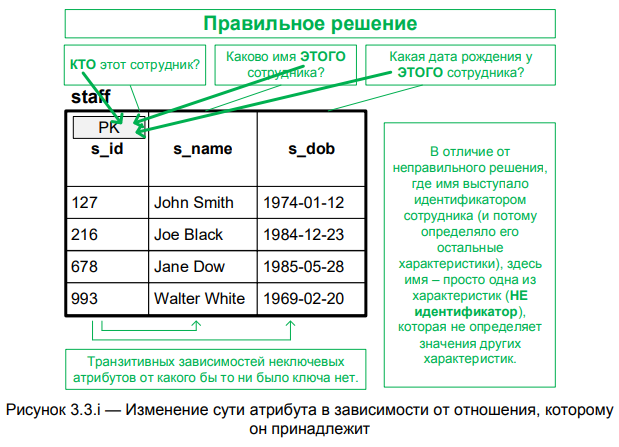 Правильное решение
КТО этот сотрудник?
Каково имя ЭТОГО
сотрудника?
Какая дата рождения у
ЭТОГО сотрудника?
staff
PK
s_id s_name s_dob
127 John Smith 1974-01-12
216 Joe Black 1984-12-23
678 Jane Dow 1985-05-28
993 Walter White 1969-02-20
В отличие от
неправильного решения,
где имя выступало
идентификатором
сотрудника (и потому
определяло его
остальные
характеристики), здесь
имя – просто одна из
характеристик (НЕ
идентификатор),
которая не определяет
значения других
характеристик.
Транзитивных зависимостей неключевых
атрибутов от какого бы то ни было ключа нет.
Рисунок 3.3.i — Изменение сути атрибута в зависимости от отношения, которому
он принадлежит